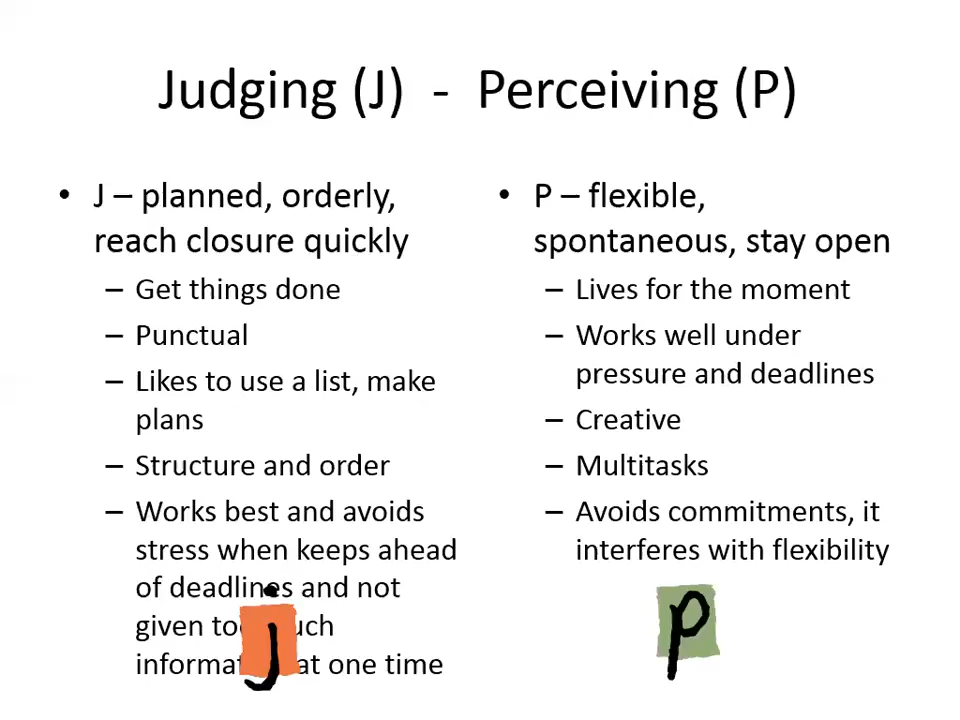 Judging (J) - Perceiving (P)
• J – planned, orderly,
reach closure quickly
– Get things done
– Punctual
– Likes to use a list, make
plans
– Structure and order
– Works best and avoids
stress when keeps ahead
of deadlines and not
given uch
at one time
j
• P – flexible,
spontaneous, stay open
– Lives for the moment
– Works well under
pressure and deadlines
– Creative
– Multitasks
– Avoids commitments, it
interferes with flexibility
p